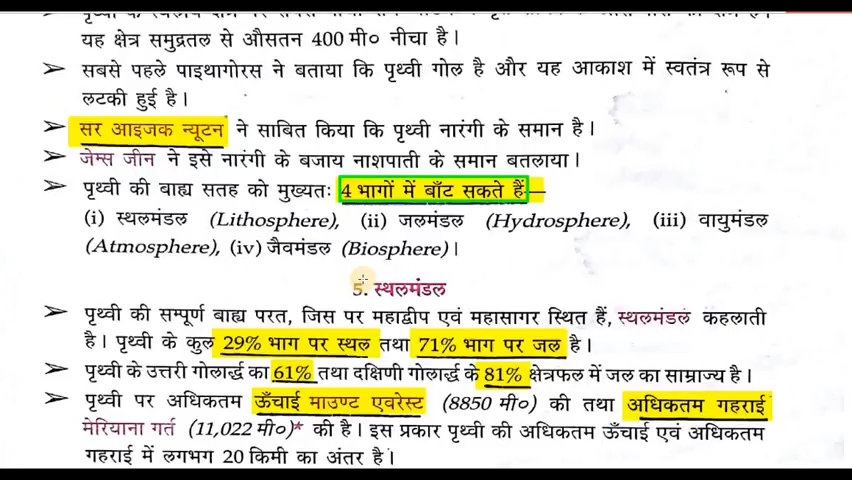 यह क्षेत्र समुद्रतल से औसतन 400 मी० नीचा है।
➤ सबसे पहले पाइथागोरस ने बताया कि पृथ्वी गोल है और यह आकाश में स्वतंत्र रूप से
लटकी हुई है।
➤ सर आइजक न्यूटन ने साबित किया कि पृथ्वी नारंगी के समान है।
➤ जेम्स जीन ने इसे नारंगी के बजाय नाशपाती के समान बतलाया।
➤ पृथ्वी की बाह्य सतह को मुख्यतः 4 भागों में बाँट सकते हैं—
(i) स्थलमंडल (Lithosphere), (ii) जलमंडल (Hydrosphere), (iii) वायुमंडल
(Atmosphere), (iv) जैवमंडल (Biosphere)।
5. स्थलमंडल
➤ पृथ्वी की सम्पूर्ण बाह्य परत, जिस पर महाद्वीप एवं महासागर स्थित हैं, स्थलमंडल कहलाती
है। पृथ्वी के कुल 29% भाग पर स्थल तथा 71% भाग पर जल है।
➤ पृथ्वी के उत्तरी गोलार्द्ध का 61% तथा दक्षिणी गोलार्द्ध के 81% क्षेत्रफल में जल का साम्राज्य है।
➤ पृथ्वी पर अधिकतम ऊँचाई माउण्ट एवरेस्ट (8850 मी०) की तथा अधिकतम गहराई
मेरियाना गर्त (11,022 मी०)* की है। इस प्रकार पृथ्वी की अधिकतम ऊँचाई एवं अधिकतम
गहराई में लगभग 20 किमी का अंतर है।